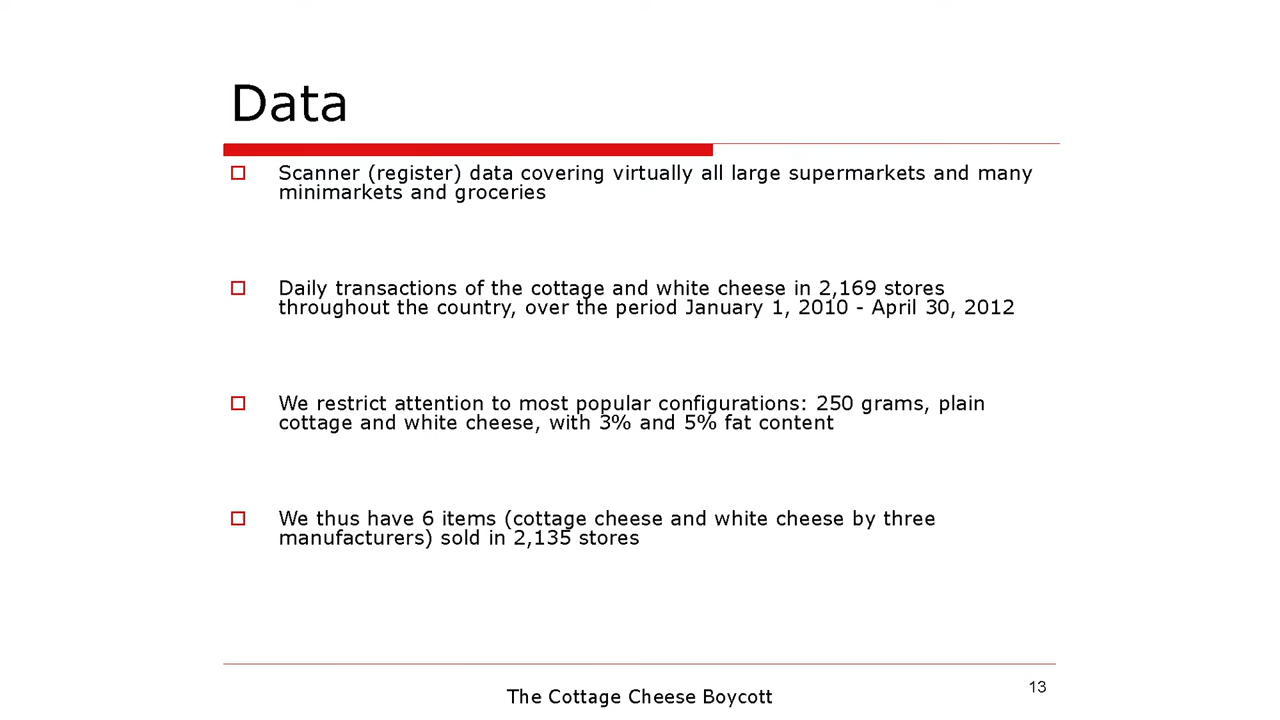 Data
Scanner (register) data covering virtually all large supermarkets and many
minimarkets and groceries
Daily transactions of the cottage and white cheese in 2,169 stores
throughout the country, over the period January 1, 2010 - April 30, 2012
We restrict attention to most popular configurations: 250 grams, plain
cottage and white cheese, with 3% and 5% fat content
We thus have 6 items (cottage cheese and white cheese by three
manufacturers) sold in 2,135 stores
The Cottage Cheese Boycott
13